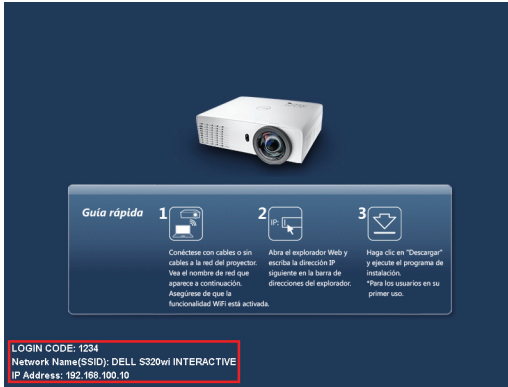 Guía rápida
1
Conéctese con cables o sin
cables a la red del proyector.
Vea el nombre de red que
aparece a continuación.
Asegúrese de que la
funcionalidad WiFi está activada.
2
IP:
Abra el explorador Web y
escriba la dirección IP
siguiente en la barra de
direcciones del explorador.
3
Haga clic en "Descargar"
y ejecute el programa de
instalación.
*Para los usuarios en su
primer uso.
LOGIN CODE: 1234
Network Name(SSID): DELL S320wi INTERACTIVE
IP Address: 192.168.100.10